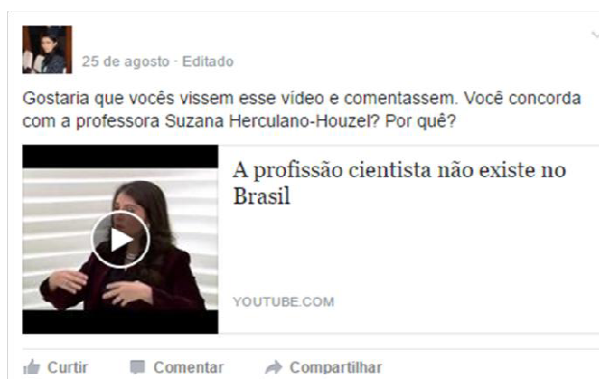 25 de agosto · Editado
Gostaria que vocês vissem esse vídeo e comentassem. Você concorda
com a professora Suzana Herculano-Houzel? Por quê?
A profissão cientista não existe no
Brasil
YOUTUBE.COM
Curtir Comentar Compartilhar